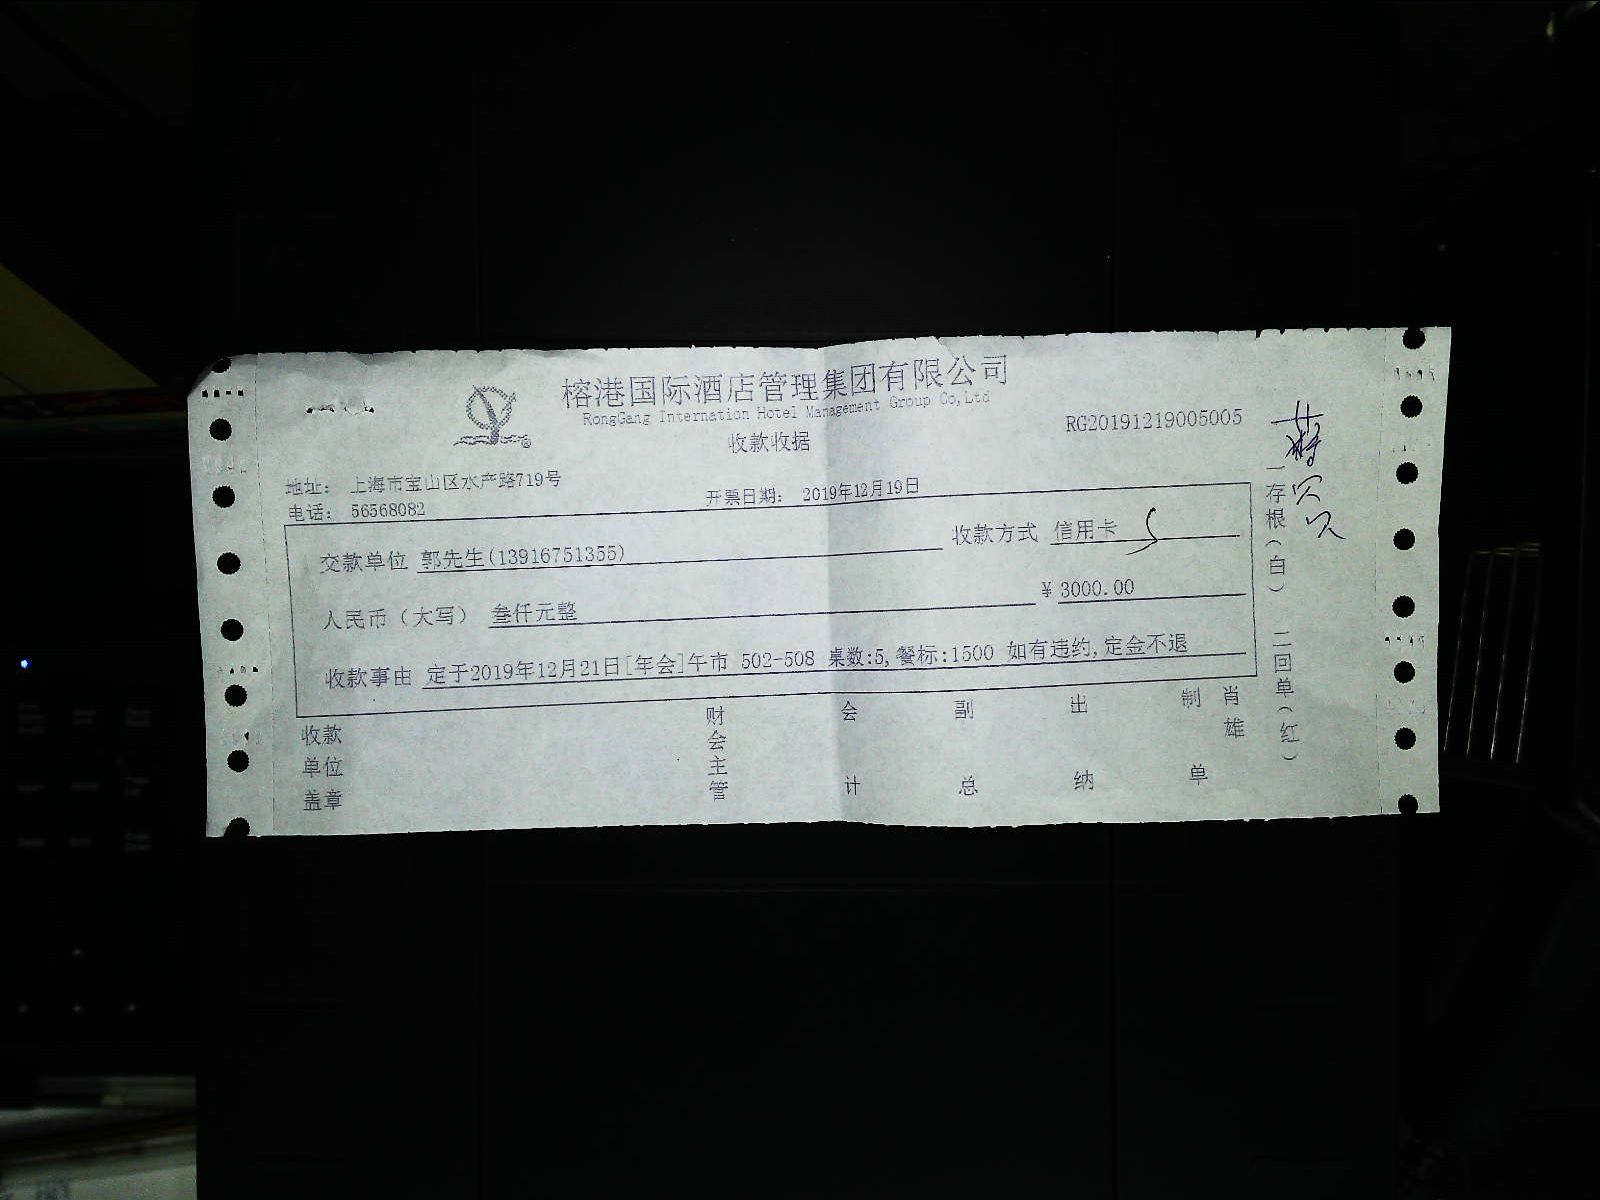 榕港国际酒店管理集团有限公司
RongGang Internation Hotel Management Group Co,Ltd
收款收据
RG20191219005005
地址： 上海市宝山区水产路719号
电话： 56568082
开票日期： 2019年12月19日
交款单位 郭先生(13916751355)
收款方式 信用卡
人民币（大写） 叁仟元整
¥ 3000.00
收款事由 定于2019年12月21日[年会]午市 502-508 桌数:5,餐标:1500 如有违约,定金不退
收款单位盖章
财会主管
会计
副总
出纳
制单
肖雄
一存根（白） 二回单（红）